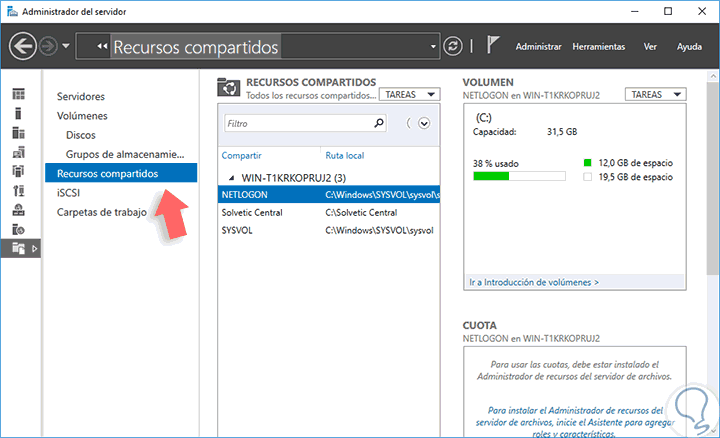 Administrador del servidor
Recursos compartidos
Administrar Herramientas Ver Ayuda
Servidores
Volúmenes
Discos
Grupos de almacenamie...
Recursos compartidos
iSCSI
Carpetas de trabajo
RECURSOS COMPARTIDOS
Todos los recursos compartidos...
TAREAS
Filtro
Compartir Ruta local
WIN-T1KRKOPRUJ2 (3)
NETLOGON C:\Windows\SYSVOL\sysvol\s
Solvetic Central C:\Solvetic Central
SYSVOL C:\Windows\SYSVOL\sysvol
VOLUMEN
NETLOGON en WIN-T1KRKOPRUJ2
TAREAS
(C:)
Capacidad: 31,5 GB
38 % usado
12,0 GB de espacio
19,5 GB de espacio
Ir a Introducción de volúmenes >
CUOTA
NETLOGON en WIN-T1KRKOPRUJ2
Para usar las cuotas, debe estar instalado el
Administrador de recursos del servidor de archivos.
Para instalar el Administrador de recursos del
servidor de archivos, inicie el Asistente para agregar
roles y características.